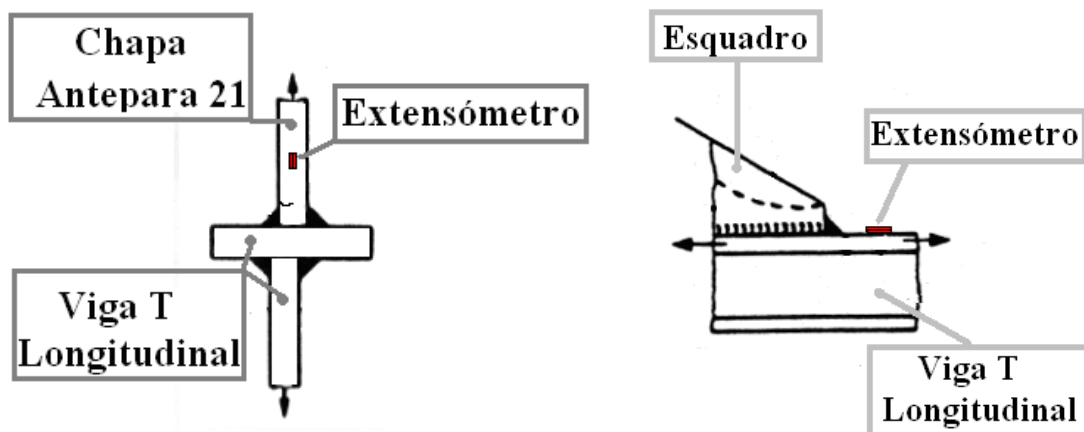 Chapa
Antepara 21
Extensómetro
Viga T
Longitudinal
Esquadro
Extensómetro
Viga T
Longitudinal